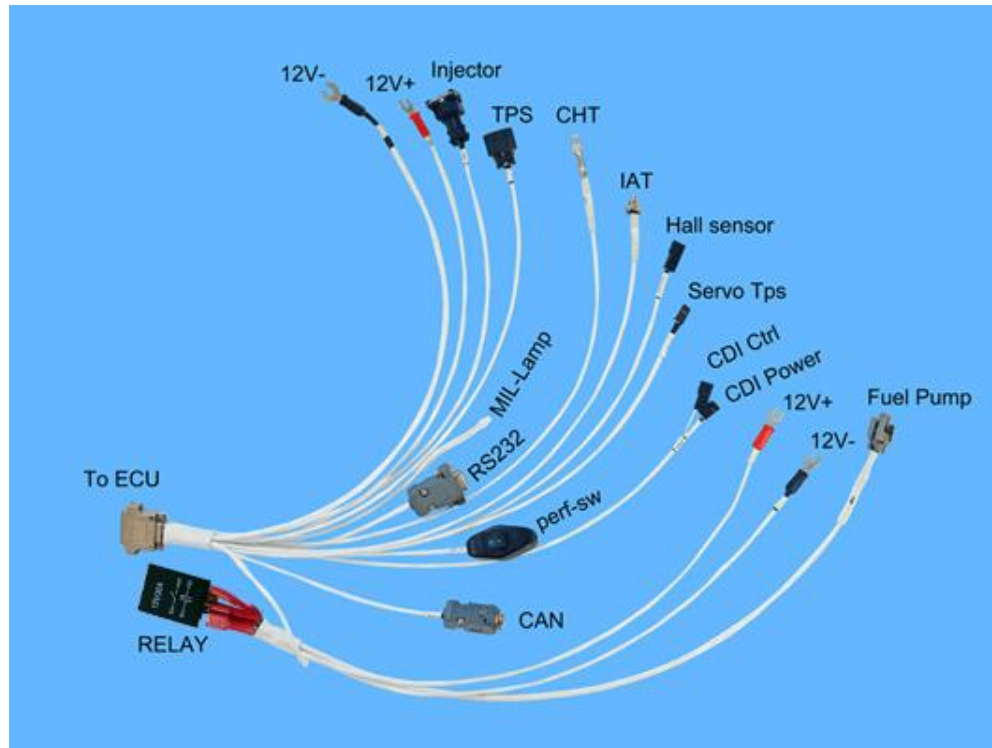 12V-
12V+
Injector
TPS
CHT
IAT
Hall sensor
Servo Tps
CDI Ctrl
CDI Power
12V+
12V-
Fuel Pump
MIL-Lamp
RS232
perf-sw
To ECU
CAN
RELAY